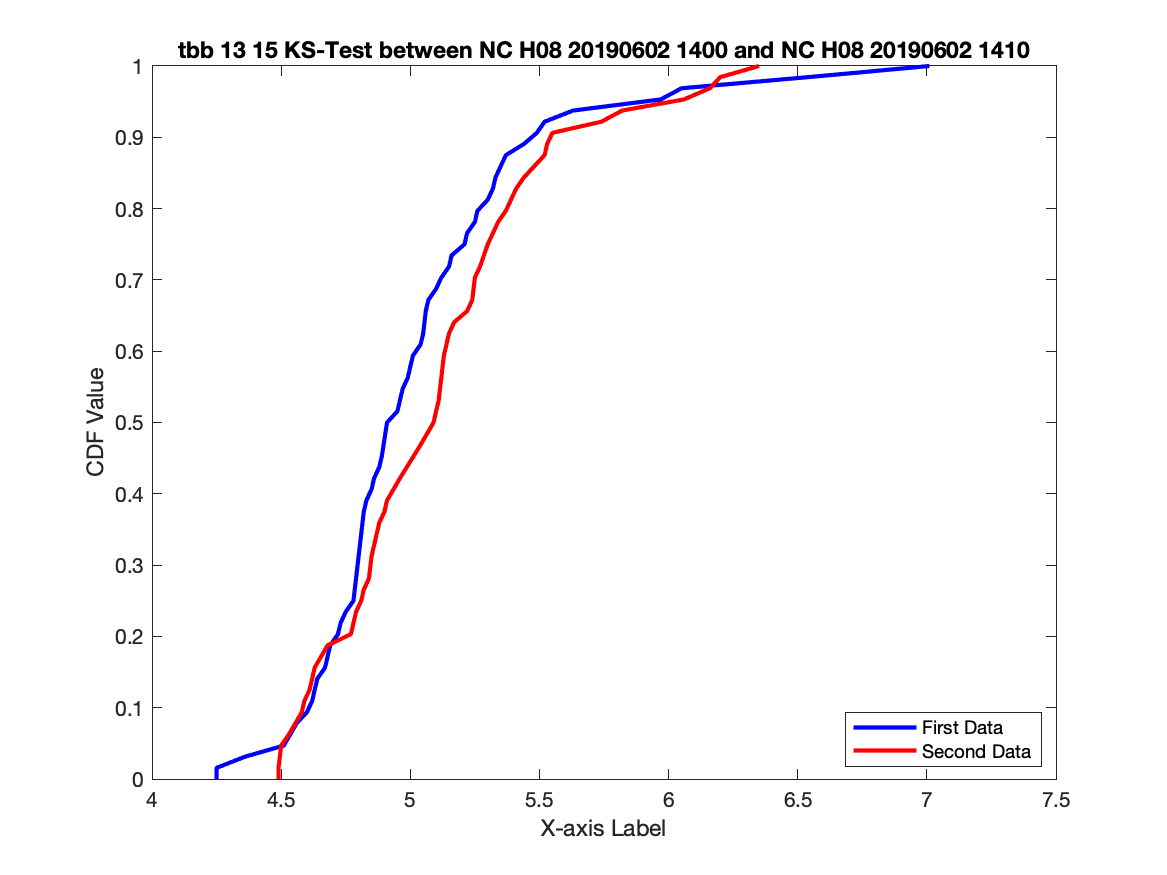 tbb 13 15 KS-Test between NC H08 20190602 1400 and NC H08 20190602 1410
1
0.9
0.8
0.7
0.6
0.5
0.4
0.3
0.2
0.1
0
CDF Value
First Data
Second Data
4 4.5 5 5.5 6 6.5 7 7.5
X-axis Label